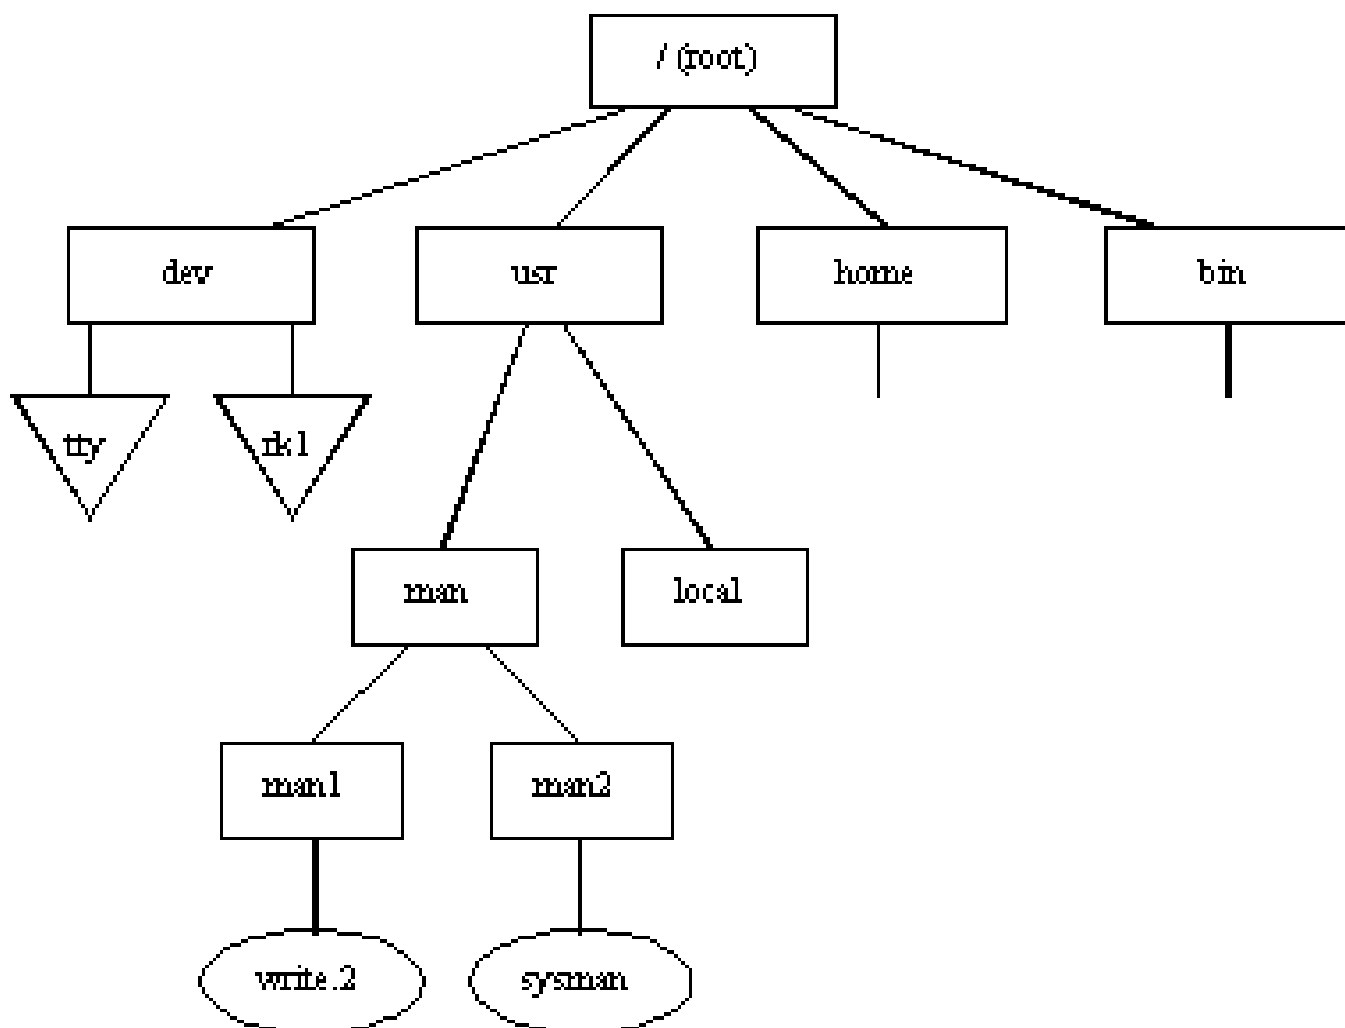 / (root)
dev
usr
home
bin
tty
rk1
man
local
man1
man2
write.2
sysman